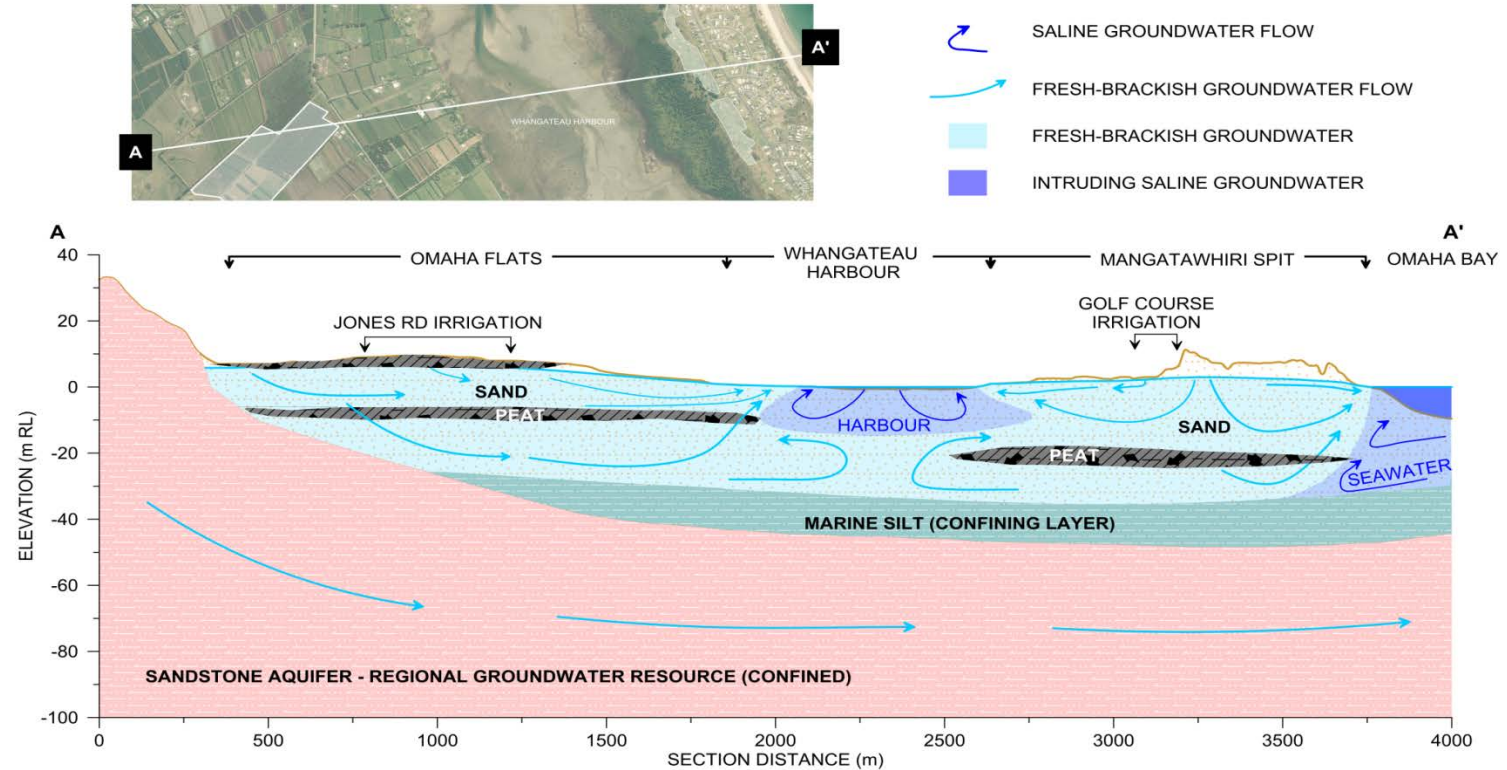 A
A'
WHANGATEAU HARBOUR
SALINE GROUNDWATER FLOW
FRESH-BRACKISH GROUNDWATER FLOW
FRESH-BRACKISH GROUNDWATER
INTRUDING SALINE GROUNDWATER
A
A'
OMAHA FLATS
WHANGATEAU
HARBOUR
MANGATAWHIRI SPIT
OMAHA BAY
JONES RD IRRIGATION
GOLF COURSE
IRRIGATION
SAND
PEAT
HARBOUR
SAND
PEAT
SEAWATER
MARINE SILT (CONFINING LAYER)
SANDSTONE AQUIFER - REGIONAL GROUNDWATER RESOURCE (CONFINED)
ELEVATION (m RL)
40
20
0
-20
-40
-60
-80
-100
0
500
1000
1500
2000
2500
3000
3500
4000
SECTION DISTANCE (m)